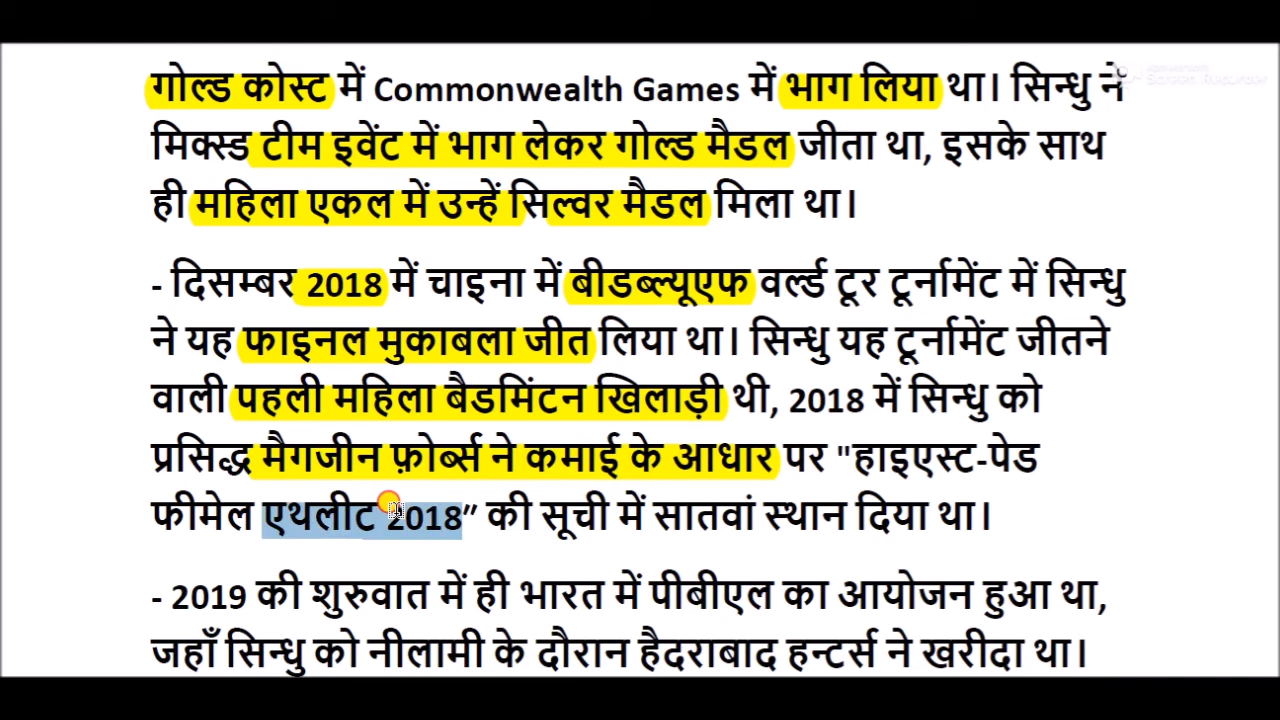 गोल्ड कोस्ट में Commonwealth Games में भाग लिया था। सिन्धु ने
मिक्स्ड टीम इवेंट में भाग लेकर गोल्ड मैडल जीता था, इसके साथ
ही महिला एकल में उन्हें सिल्वर मैडल मिला था।
- दिसम्बर 2018 में चाइना में बीडब्ल्यूएफ वर्ल्ड टूर टूर्नामेंट में सिन्धु
ने यह फाइनल मुकाबला जीत लिया था। सिन्धु यह टूर्नामेंट जीतने
वाली पहली महिला बैडमिंटन खिलाड़ी थी, 2018 में सिन्धु को
प्रसिद्ध मैगजीन फ़ोर्ब्स ने कमाई के आधार पर "हाइएस्ट-पेड
फीमेल एथलीट 2018” की सूची में सातवां स्थान दिया था।
- 2019 की शुरुवात में ही भारत में पीबीएल का आयोजन हुआ था,
जहाँ सिन्धु को नीलामी के दौरान हैदराबाद हन्टर्स ने खरीदा था।
Screen Recorder